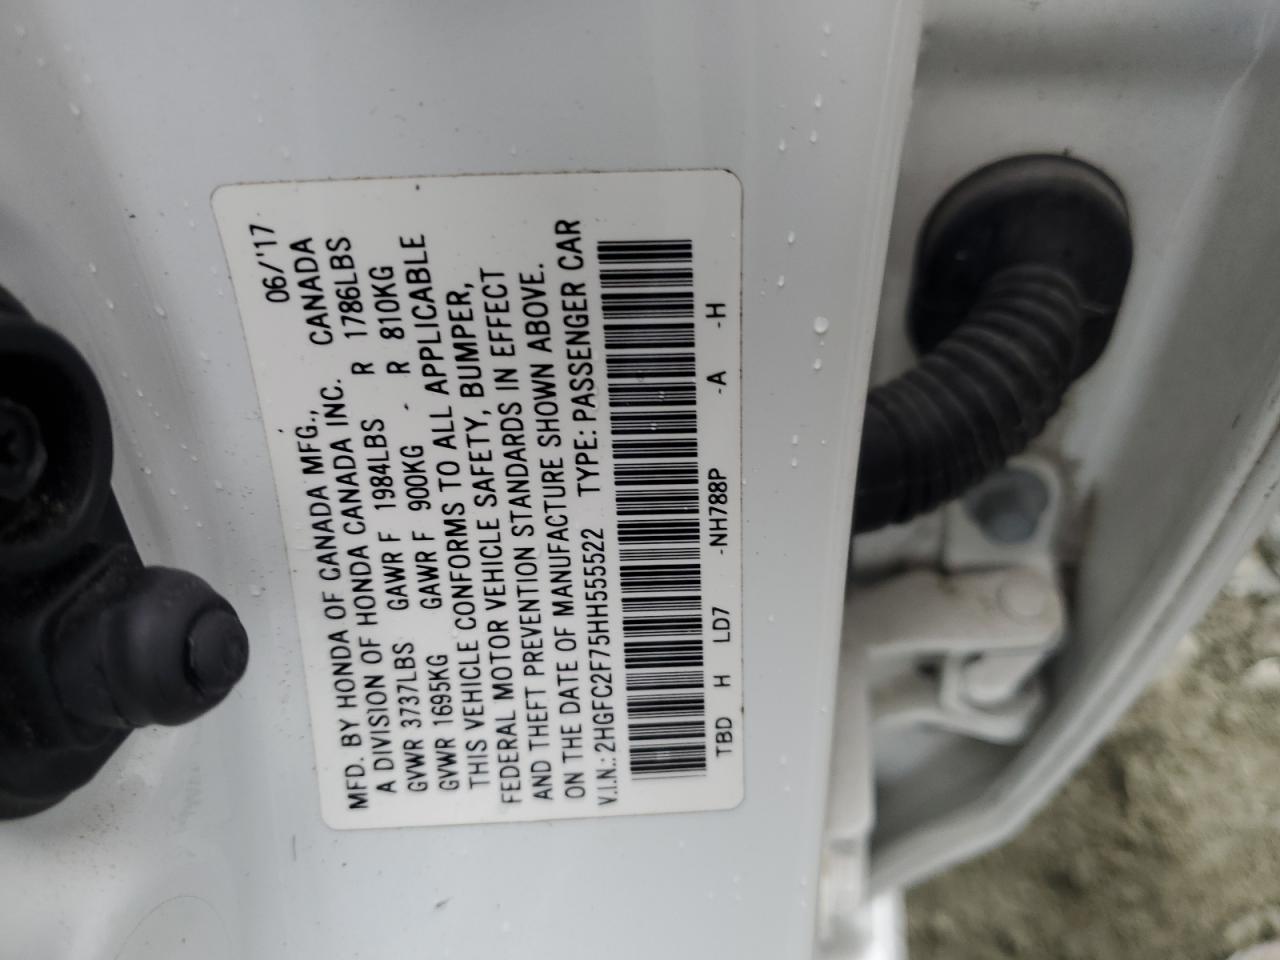 06/'17
MFD. BY HONDA OF CANADA MFG., CANADA
A DIVISION OF HONDA CANADA INC.
GVWR 3737LBS GAWR F 1984LBS R 1786LBS
GVWR 1695KG GAWR F 900KG - R 810KG
THIS VEHICLE CONFORMS TO ALL APPLICABLE
FEDERAL MOTOR VEHICLE SAFETY, BUMPER,
AND THEFT PREVENTION STANDARDS IN EFFECT
ON THE DATE OF MANUFACTURE SHOWN ABOVE.
V.I.N.: 2HGFC2F75HH555522 TYPE: PASSENGER CAR
TBD H LD7 -NH788P -A -H